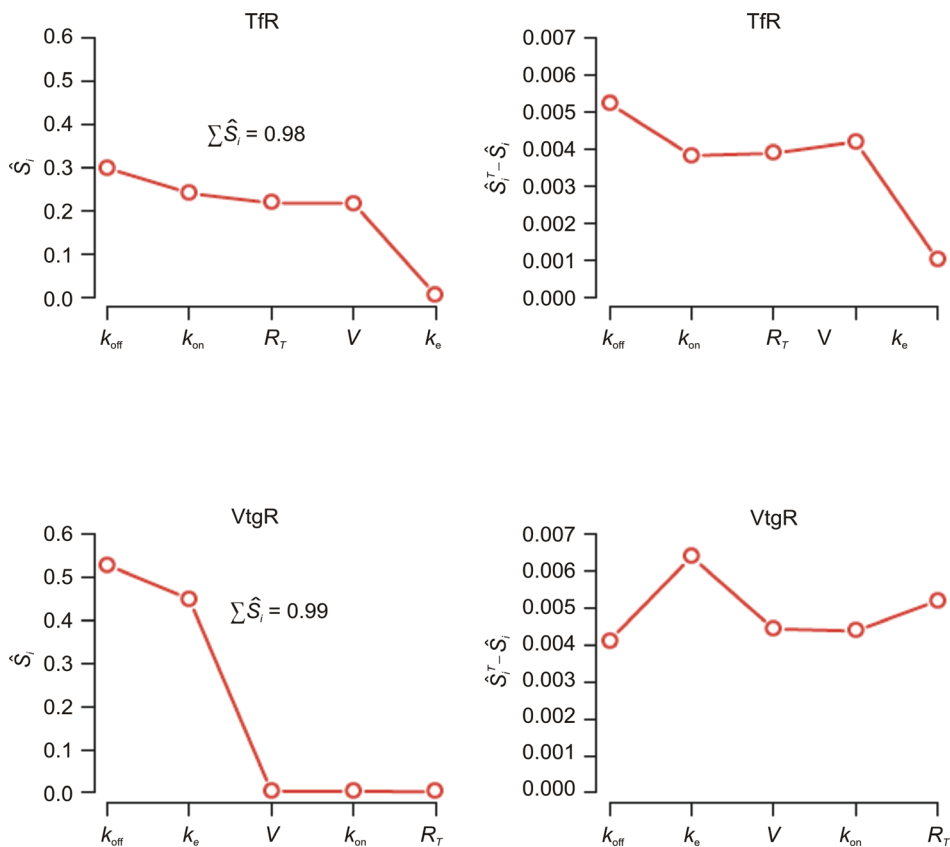 TfR
0.6
0.5
0.4
0.3
0.2
0.1
0.0
Ŝi
∑Ŝi = 0.98
koff kon RT V ke
TfR
0.007
0.006
0.005
0.004
0.003
0.002
0.001
0.000
ŜiT – Ŝi
koff kon RT V ke
VtgR
0.6
0.5
0.4
0.3
0.2
0.1
0.0
Ŝi
∑Ŝi = 0.99
koff ke V kon RT
VtgR
0.007
0.006
0.005
0.004
0.003
0.002
0.001
0.000
ŜiT – Ŝi
koff ke V kon RT